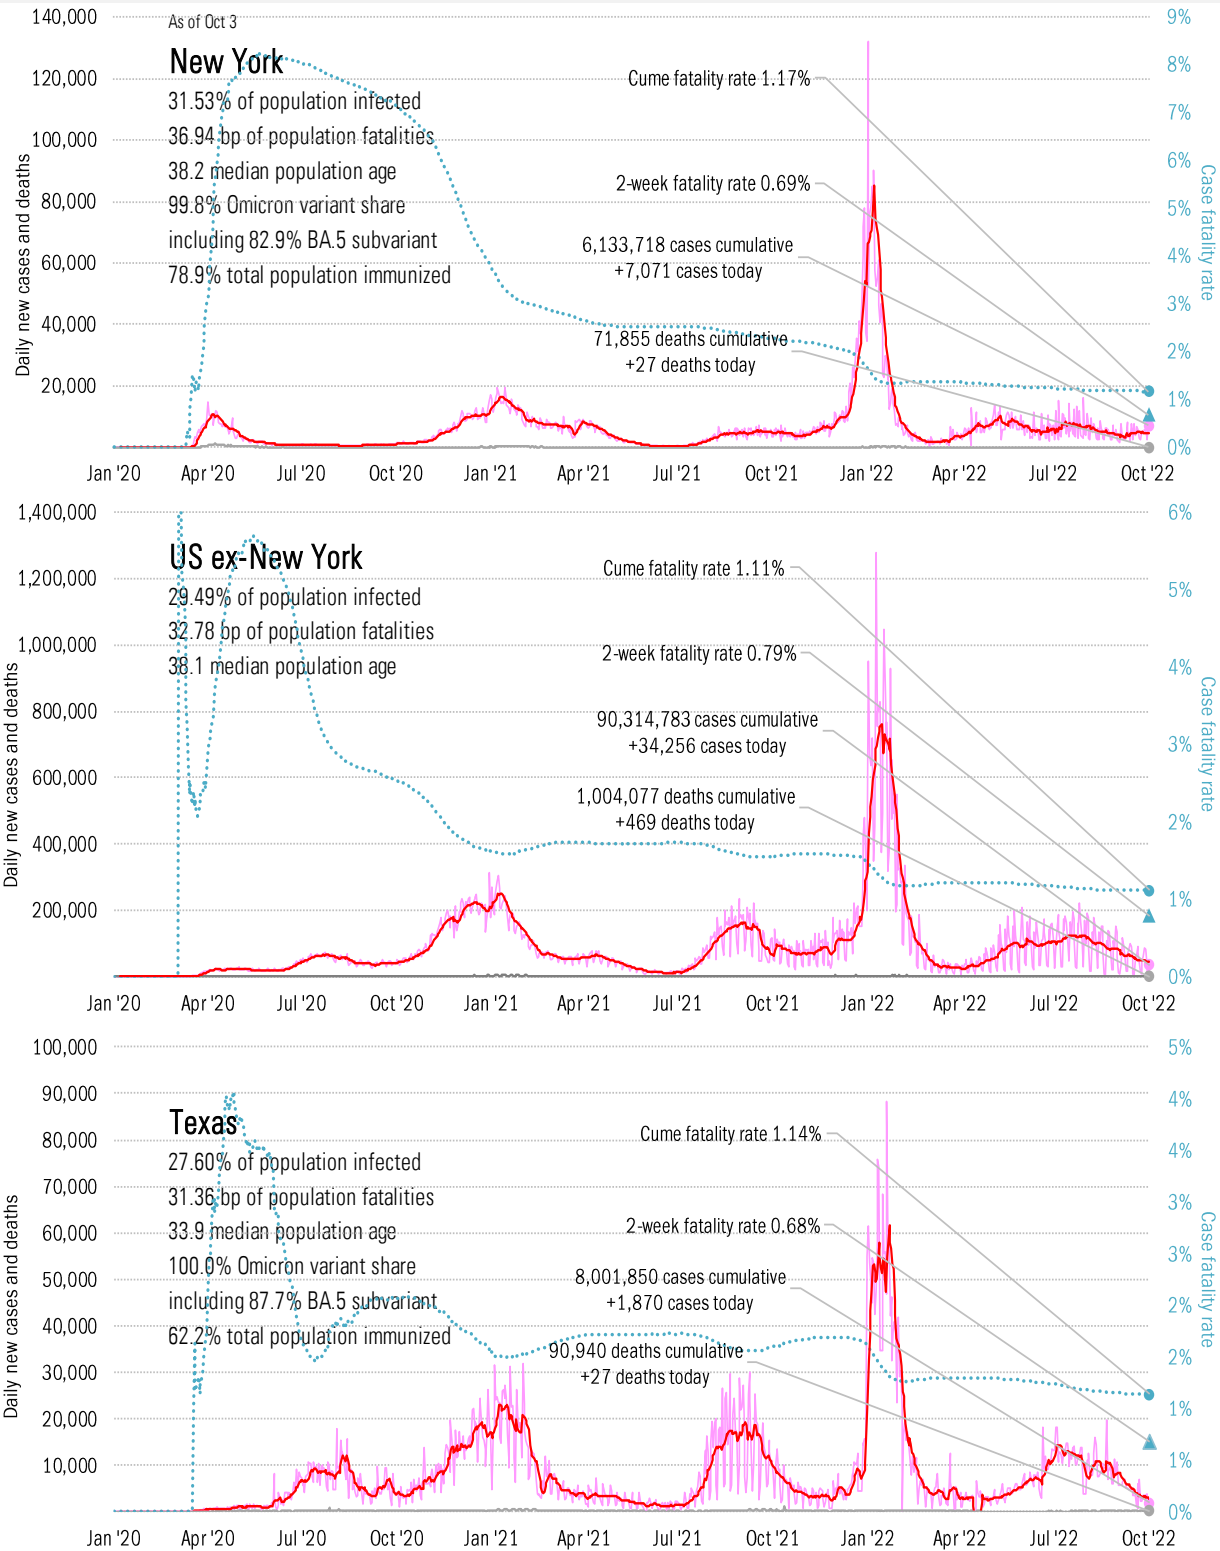 As of Oct 3
New York
31.53% of population infected
36.94 bp of population fatalities
38.2 median population age
99.8% Omicron variant share
including 82.9% BA.5 subvariant
78.9% total population immunized
Cume fatality rate 1.17%
2-week fatality rate 0.69%
6,133,718 cases cumulative
+7,071 cases today
71,855 deaths cumulative
+27 deaths today
Daily new cases and deaths
140,000
120,000
100,000
80,000
60,000
40,000
20,000
Case fatality rate
9%
8%
7%
6%
5%
4%
3%
2%
1%
0%
Jan '20 Apr '20 Jul '20 Oct '20 Jan '21 Apr '21 Jul '21 Oct '21 Jan '22 Apr '22 Jul '22 Oct '22
US ex-New York
29.49% of population infected
32.78 bp of population fatalities
38.1 median population age
Cume fatality rate 1.11%
2-week fatality rate 0.79%
90,314,783 cases cumulative
+34,256 cases today
1,004,077 deaths cumulative
+469 deaths today
Daily new cases and deaths
1,400,000
1,200,000
1,000,000
800,000
600,000
400,000
200,000
Case fatality rate
6%
5%
4%
3%
2%
1%
0%
Jan '20 Apr '20 Jul '20 Oct '20 Jan '21 Apr '21 Jul '21 Oct '21 Jan '22 Apr '22 Jul '22 Oct '22
Texas
27.60% of population infected
31.36 bp of population fatalities
33.9 median population age
100.0% Omicron variant share
including 87.7% BA.5 subvariant
62.2% total population immunized
Cume fatality rate 1.14%
2-week fatality rate 0.68%
8,001,850 cases cumulative
+1,870 cases today
90,940 deaths cumulative
+27 deaths today
Daily new cases and deaths
100,000
90,000
80,000
70,000
60,000
50,000
40,000
30,000
20,000
10,000
Case fatality rate
5%
4%
4%
3%
3%
2%
2%
1%
1%
0%
Jan '20 Apr '20 Jul '20 Oct '20 Jan '21 Apr '21 Jul '21 Oct '21 Jan '22 Apr '22 Jul '22 Oct '22